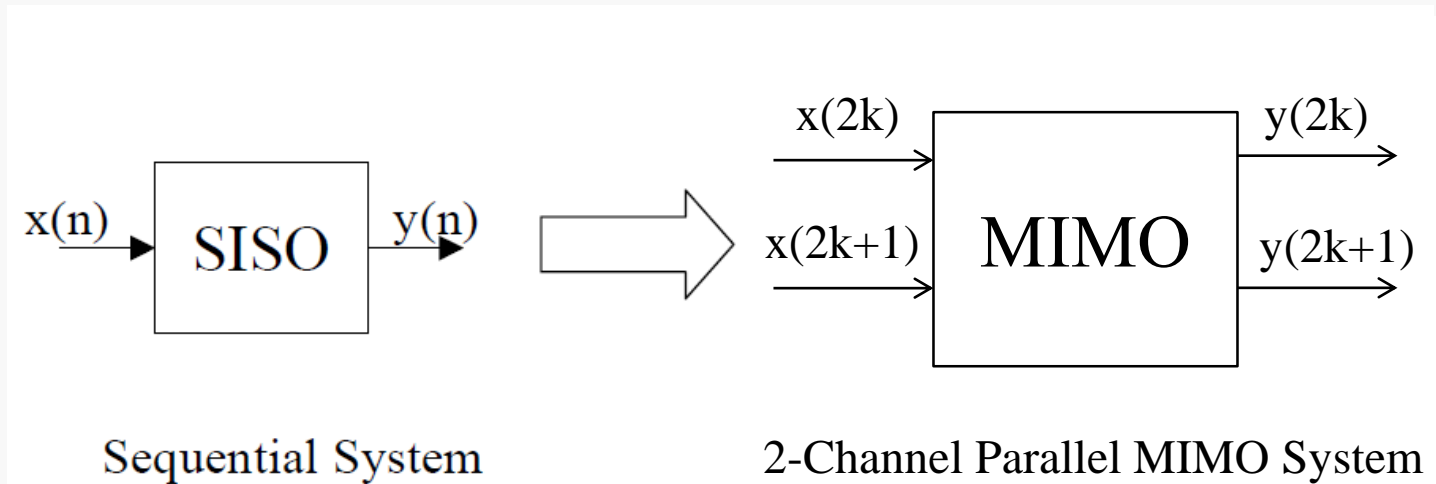 x(n)
SISO
y(n)
Sequential System
x(2k)
x(2k+1)
MIMO
y(2k)
y(2k+1)
2-Channel Parallel MIMO System